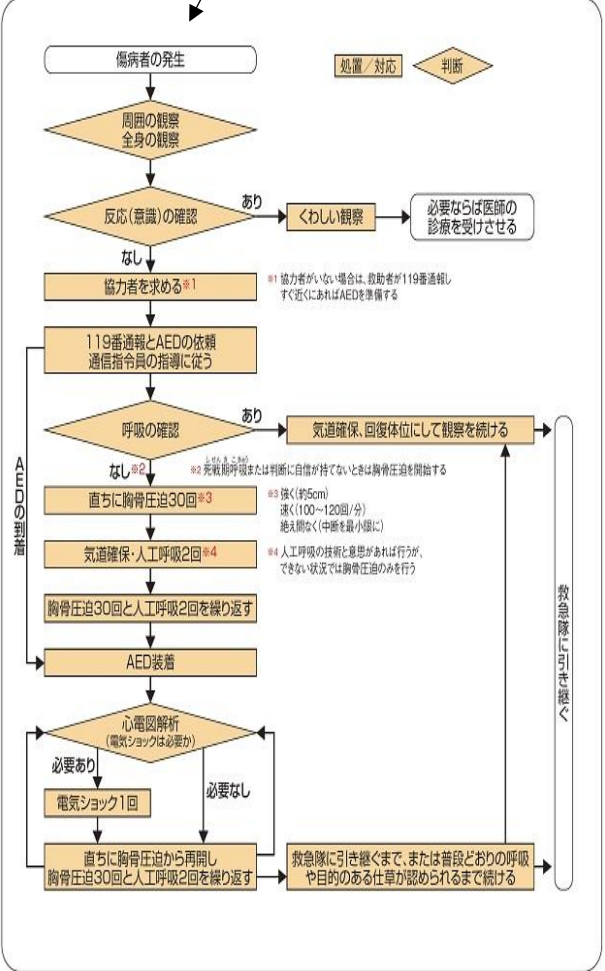 傷病者の発生
処置／対応
判断
周囲の観察
全身の観察
反応(意識)の確認
あり
くわしい観察
必要ならば医師の
診療を受けさせる
なし
協力者を求める※1
※1 協力者がいない場合は、救助者が119番通報し
すぐ近くにあればAEDを準備する
119番通報とAEDの依頼
通信指令員の指導に従う
呼吸の確認
あり
気道確保、回復体位にして観察を続ける
なし※2
しせんきこきゅう
※2 死戦期呼吸または判断に自信が持てないときは胸骨圧迫を開始する
AEDの到着
直ちに胸骨圧迫30回※3
※3 強く(約5cm)
速く(100〜120回/分)
絶え間なく(中断を最小限に)
気道確保・人工呼吸2回※4
※4 人工呼吸の技術と意思があれば行うが、
できない状況では胸骨圧迫のみを行う
胸骨圧迫30回と人工呼吸2回を繰り返す
救急隊に引き継ぐ
AED装着
心電図解析
(電気ショックは必要か)
必要あり
必要なし
電気ショック1回
直ちに胸骨圧迫から再開し
胸骨圧迫30回と人工呼吸2回を繰り返す
救急隊に引き継ぐまで、または普段どおりの呼吸
や目的のある仕草が認められるまで続ける